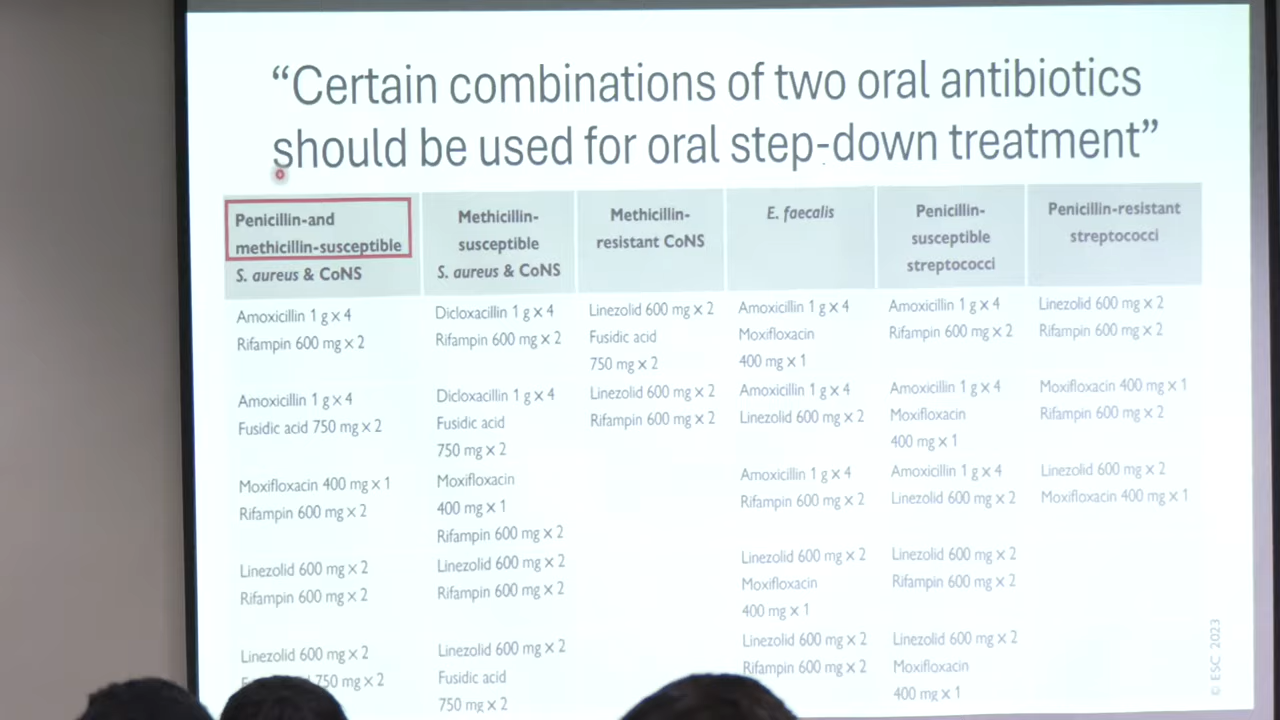 “Certain combinations of two oral antibiotics
should be used for oral step-down treatment”
Penicillin-and
methicillin-susceptible
S. aureus & CoNS
Amoxicillin 1 g x 4
Rifampin 600 mg x 2
Amoxicillin 1 g x 4
Fusidic acid 750 mg x 2
Moxifloxacin 400 mg x 1
Rifampin 600 mg x 2
Linezolid 600 mg x 2
Rifampin 600 mg x 2
Linezolid 600 mg x 2
750 mg x 2
Methicillin-
susceptible
S. aureus & CoNS
Dicloxacillin 1 g x 4
Rifampin 600 mg x 2
Dicloxacillin 1 g x 4
Fusidic acid
750 mg x 2
Moxifloxacin
400 mg x 1
Rifampin 600 mg x 2
Linezolid 600 mg x 2
Rifampin 600 mg x 2
Linezolid 600 mg x 2
Fusidic acid
750 mg x 2
Methicillin-
resistant CoNS
Linezolid 600 mg x 2
Fusidic acid
750 mg x 2
Linezolid 600 mg x 2
Rifampin 600 mg x 2
E. faecalis
Amoxicillin 1 g x 4
Moxifloxacin
400 mg x 1
Amoxicillin 1 g x 4
Linezolid 600 mg x 2
Amoxicillin 1 g x 4
Rifampin 600 mg x 2
Linezolid 600 mg x 2
Moxifloxacin
400 mg x 1
Linezolid 600 mg x 2
Rifampin 600 mg x 2
Penicillin-
susceptible
streptococci
Amoxicillin 1 g x 4
Rifampin 600 mg x 2
Amoxicillin 1 g x 4
Moxifloxacin
400 mg x 1
Amoxicillin 1 g x 4
Linezolid 600 mg x 2
Linezolid 600 mg x 2
Rifampin 600 mg x 2
Linezolid 600 mg x 2
Moxifloxacin
400 mg x 1
Penicillin-resistant
streptococci
Linezolid 600 mg x 2
Rifampin 600 mg x 2
Moxifloxacin 400 mg x 1
Rifampin 600 mg x 2
Linezolid 600 mg x 2
Moxifloxacin 400 mg x 1
© ESC 2023